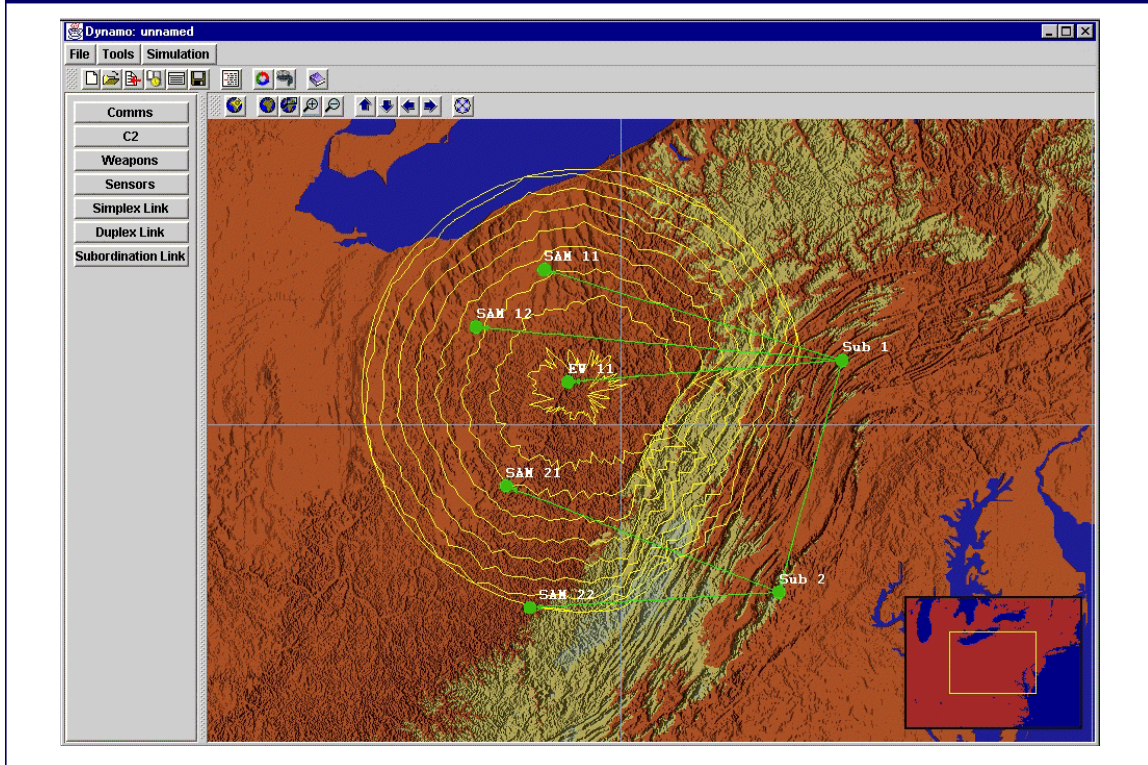 Dynamo: unnamed
File Tools Simulation
Comms
C2
Weapons
Sensors
Simplex Link
Duplex Link
Subordination Link
SAM 11
SAM 12
Sub 1
EW 11
SAM 21
Sub 2
SAM 22